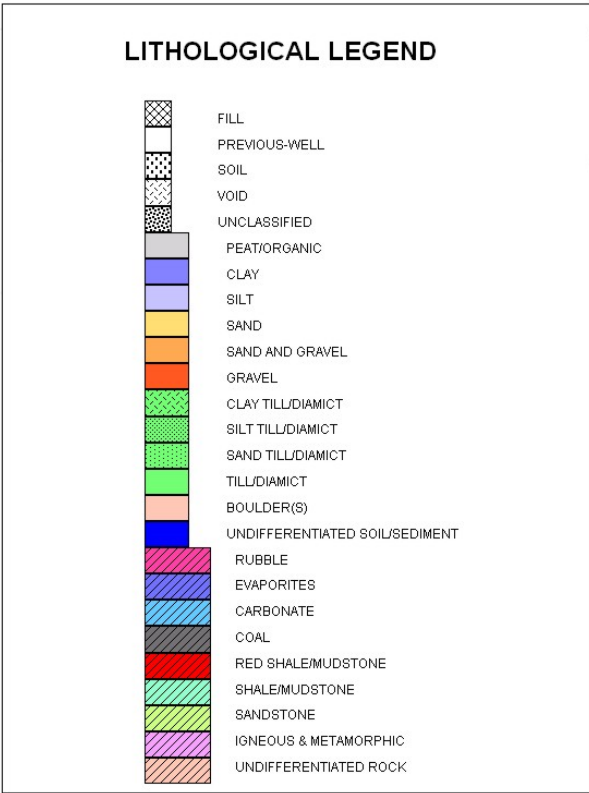 LITHOLOGICAL LEGEND
FILL
PREVIOUS-WELL
SOIL
VOID
UNCLASSIFIED
PEAT/ORGANIC
CLAY
SILT
SAND
SAND AND GRAVEL
GRAVEL
CLAY TILL/DIAMICT
SILT TILL/DIAMICT
SAND TILL/DIAMICT
TILL/DIAMICT
BOULDER(S)
UNDIFFERENTIATED SOIL/SEDIMENT
RUBBLE
EVAPORITES
CARBONATE
COAL
RED SHALE/MUDSTONE
SHALE/MUDSTONE
SANDSTONE
IGNEOUS & METAMORPHIC
UNDIFFERENTIATED ROCK